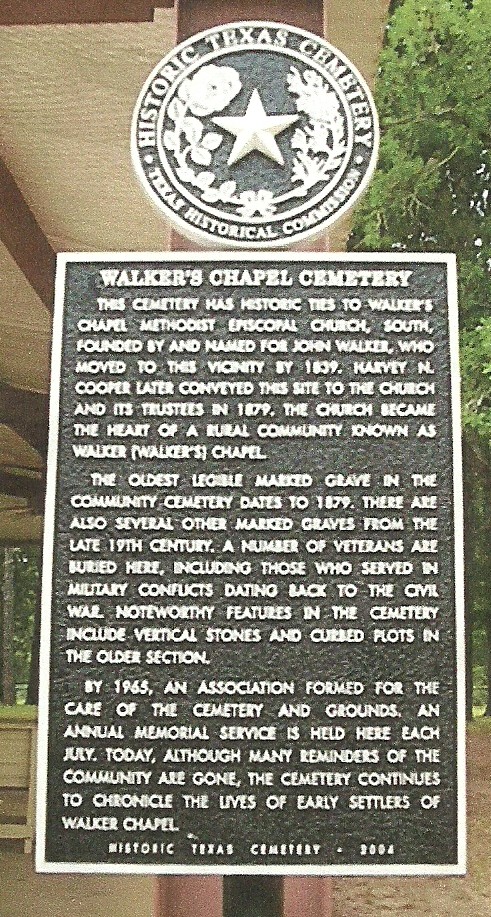 HISTORIC TEXAS CEMETERY
• TEXAS HISTORICAL COMMISSION •
WALKER'S CHAPEL CEMETERY
THIS CEMETERY HAS HISTORIC TIES TO WALKER'S
CHAPEL METHODIST EPISCOPAL CHURCH, SOUTH,
FOUNDED BY AND NAMED FOR JOHN WALKER, WHO
MOVED TO THIS VICINITY BY 1839. HARVEY N.
COOPER LATER CONVEYED THIS SITE TO THE CHURCH
AND ITS TRUSTEES IN 1879. THE CHURCH BECAME
THE HEART OF A RURAL COMMUNITY KNOWN AS
WALKER (WALKER'S) CHAPEL.
THE OLDEST LEGIBLE MARKED GRAVE IN THE
COMMUNITY CEMETERY DATES TO 1879. THERE ARE
ALSO SEVERAL OTHER MARKED GRAVES FROM THE
LATE 19TH CENTURY. A NUMBER OF VETERANS ARE
BURIED HERE, INCLUDING THOSE WHO SERVED IN
MILITARY CONFLICTS DATING BACK TO THE CIVIL
WAR. NOTEWORTHY FEATURES IN THE CEMETERY
INCLUDE VERTICAL STONES AND CURBED PLOTS IN
THE OLDER SECTION.
BY 1965, AN ASSOCIATION FORMED FOR THE
CARE OF THE CEMETERY AND GROUNDS. AN
ANNUAL MEMORIAL SERVICE IS HELD HERE EACH
JULY. TODAY, ALTHOUGH MANY REMINDERS OF THE
COMMUNITY ARE GONE, THE CEMETERY CONTINUES
TO CHRONICLE THE LIVES OF EARLY SETTLERS OF
WALKER CHAPEL.
HISTORIC TEXAS CEMETERY - 2004